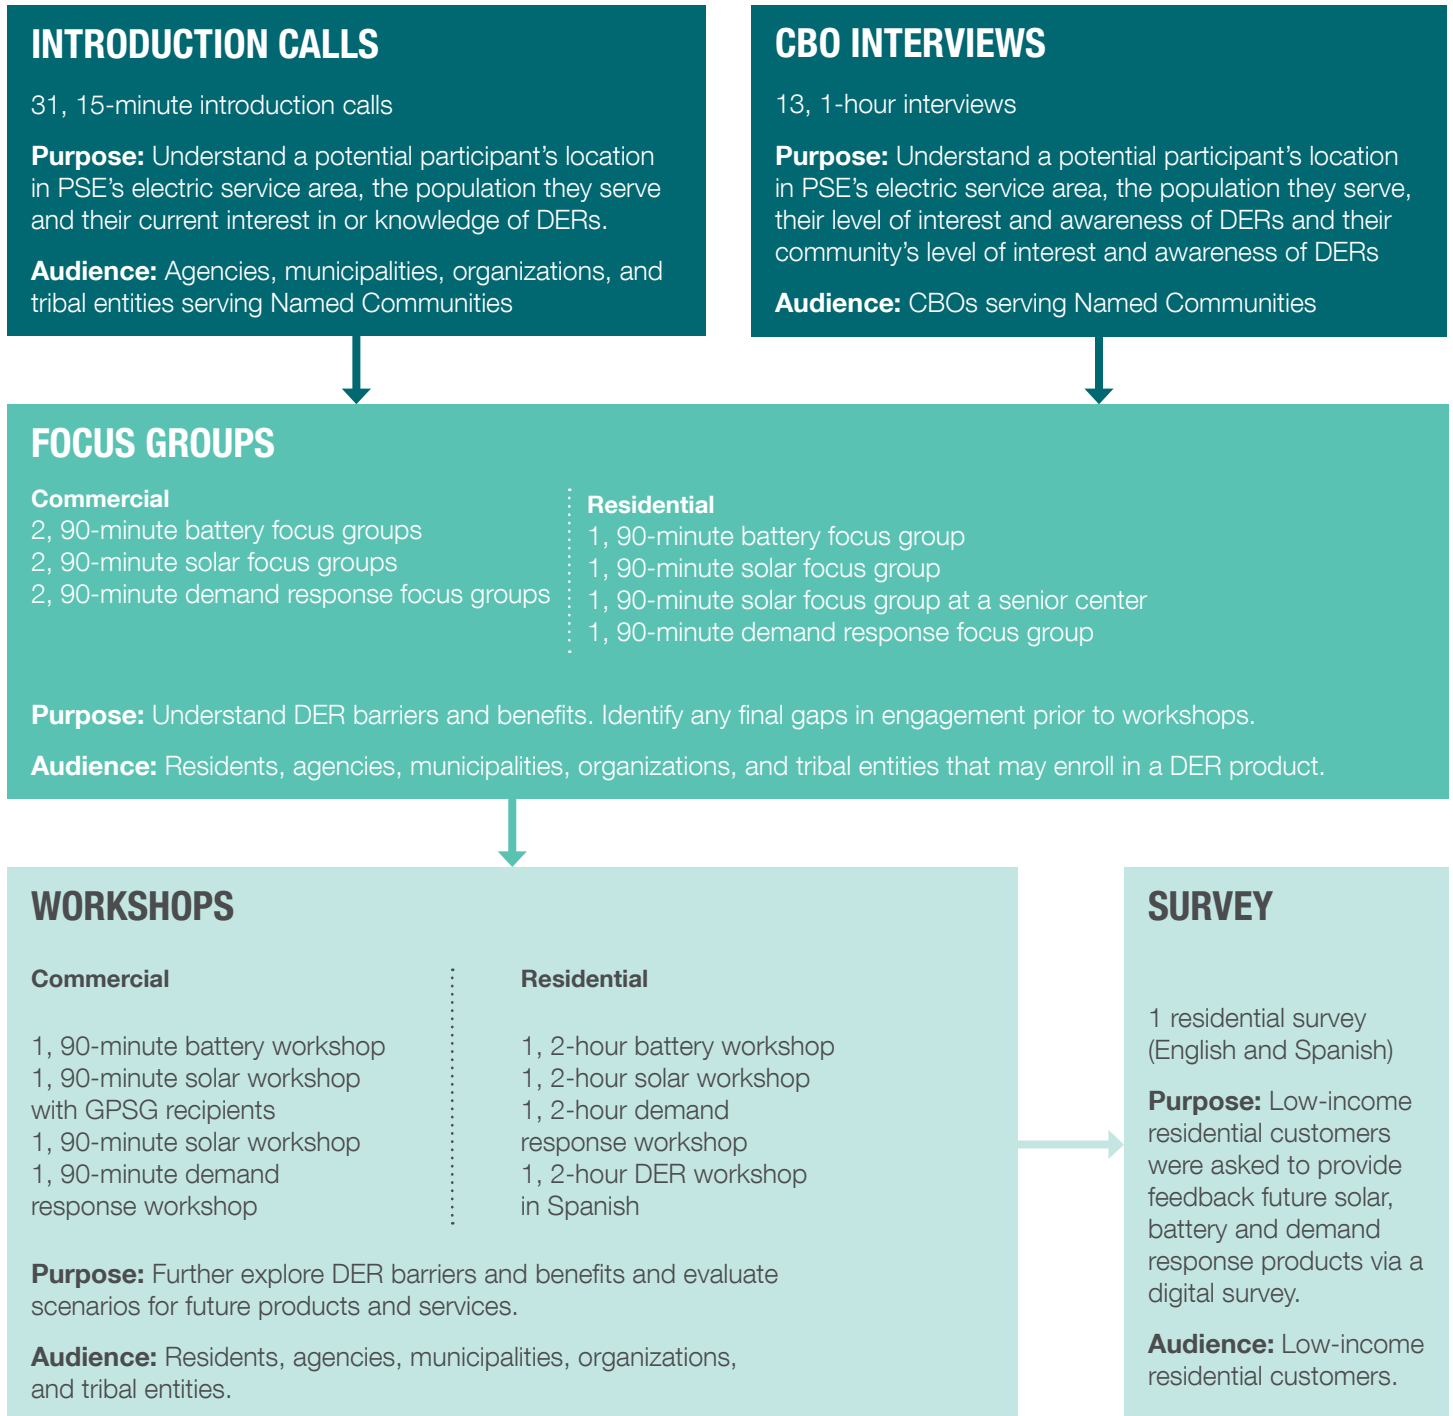 INTRODUCTION CALLS
31, 15-minute introduction calls
Purpose: Understand a potential participant's location
in PSE's electric service area, the population they serve
and their current interest in or knowledge of DERs.
Audience: Agencies, municipalities, organizations, and
tribal entities serving Named Communities
CBO INTERVIEWS
13, 1-hour interviews
Purpose: Understand a potential participant's location
in PSE's electric service area, the population they serve,
their level of interest and awareness of DERs and their
community's level of interest and awareness of DERs
Audience: CBOs serving Named Communities
FOCUS GROUPS
Commercial
2, 90-minute battery focus groups
2, 90-minute solar focus groups
2, 90-minute demand response focus groups
Residential
1, 90-minute battery focus group
1, 90-minute solar focus group
1, 90-minute solar focus group at a senior center
1, 90-minute demand response focus group
Purpose: Understand DER barriers and benefits. Identify any final gaps in engagement prior to workshops.
Audience: Residents, agencies, municipalities, organizations, and tribal entities that may enroll in a DER product.
WORKSHOPS
Commercial
1, 90-minute battery workshop
1, 90-minute solar workshop
with GPSG recipients
1, 90-minute solar workshop
1, 90-minute demand
response workshop
Residential
1, 2-hour battery workshop
1, 2-hour solar workshop
1, 2-hour demand
response workshop
1, 2-hour DER workshop
in Spanish
Purpose: Further explore DER barriers and benefits and evaluate
scenarios for future products and services.
Audience: Residents, agencies, municipalities, organizations,
and tribal entities.
SURVEY
1 residential survey
(English and Spanish)
Purpose: Low-income
residential customers
were asked to provide
feedback future solar,
battery and demand
response products via a
digital survey.
Audience: Low-income
residential customers.